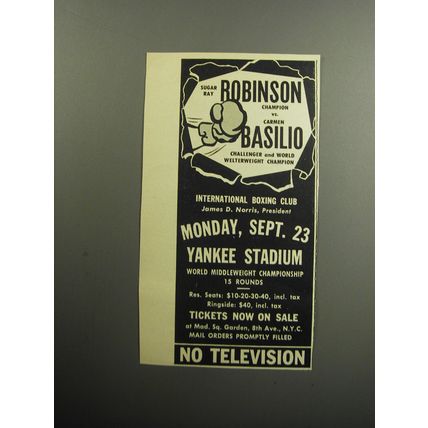 SUGAR RAY ROBINSON
CHAMPION
vs.
CARMEN
BASILIO
CHALLENGER and WORLD
WELTERWEIGHT CHAMPION
INTERNATIONAL BOXING CLUB
James D. Norris, President
MONDAY, SEPT. 23
YANKEE STADIUM
WORLD MIDDLEWEIGHT CHAMPIONSHIP
15 ROUNDS
Res. Seats: $10-20-30-40, incl. tax
Ringside: $40, incl. tax
TICKETS NOW ON SALE
at Mad. Sq. Garden, 8th Ave., N.Y.C.
MAIL ORDERS PROMPTLY FILLED
NO TELEVISION